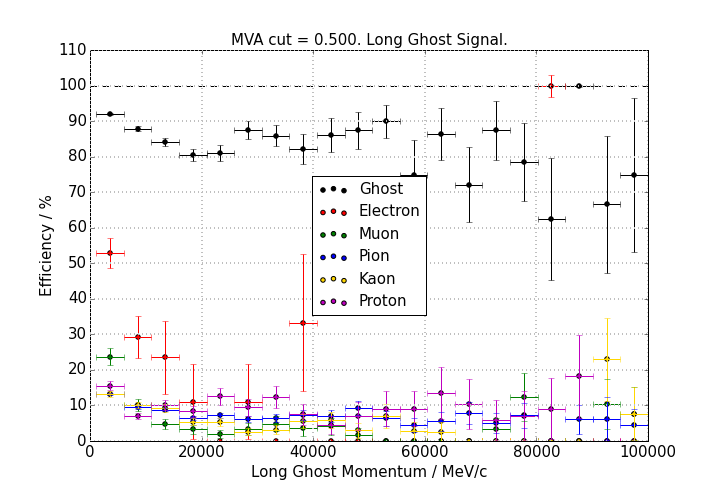 MVA cut = 0.500. Long Ghost Signal.
110
100
90
80
70
60
50
40
30
20
10
0
Efficiency / %
Ghost
Electron
Muon
Pion
Kaon
Proton
0 20000 40000 60000 80000 100000
Long Ghost Momentum / MeV/c